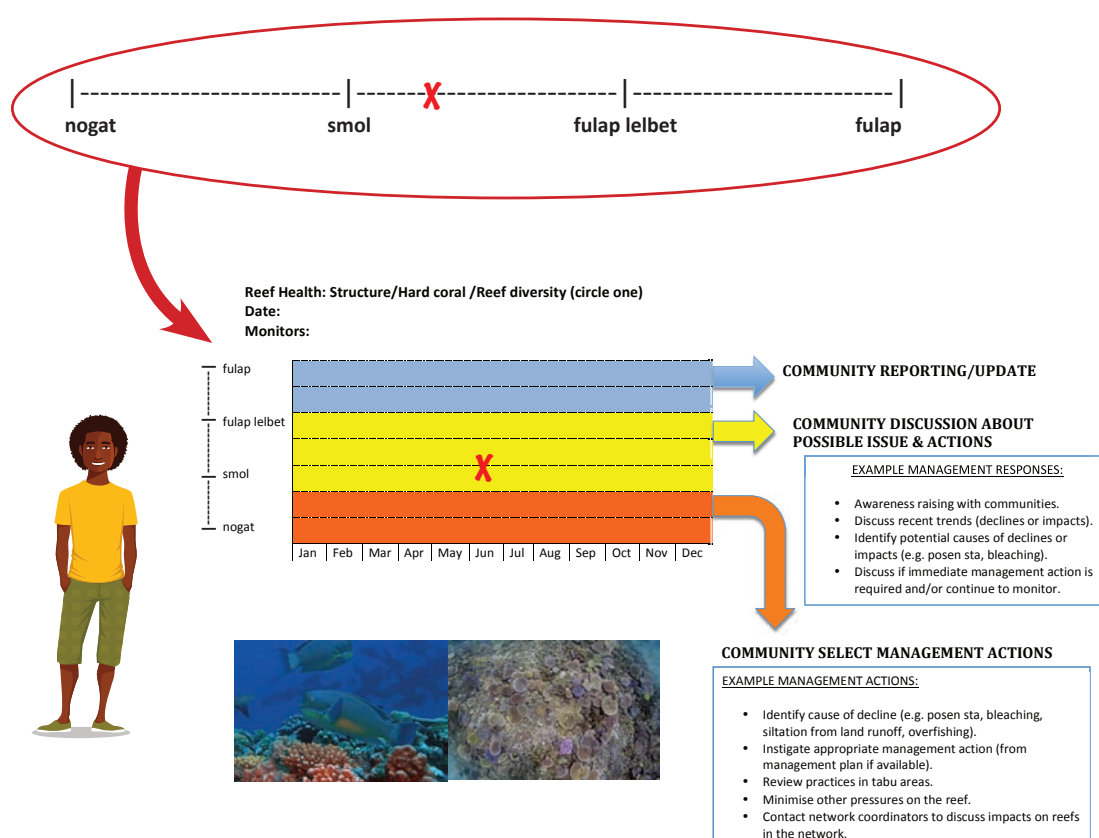 nogat smol fulap lelbet fulap
Reef Health: Structure/Hard coral /Reef diversity (circle one)
Date:
Monitors:
fulap
fulap lelbet
smol
nogat
Jan Feb Mar Apr May Jun Jul Aug Sep Oct Nov Dec
COMMUNITY REPORTING/UPDATE
COMMUNITY DISCUSSION ABOUT
POSSIBLE ISSUE & ACTIONS
EXAMPLE MANAGEMENT RESPONSES:
• Awareness raising with communities.
• Discuss recent trends (declines or impacts).
• Identify potential causes of declines or
impacts (e.g. posen sta, bleaching).
• Discuss if immediate management action is
required and/or continue to monitor.
COMMUNITY SELECT MANAGEMENT ACTIONS
EXAMPLE MANAGEMENT ACTIONS:
• Identify cause of decline (e.g. posen sta, bleaching,
siltation from land runoff, overfishing).
• Instigate appropriate management action (from
management plan if available).
• Review practices in tabu areas.
• Minimise other pressures on the reef.
• Contact network coordinators to discuss impacts on reefs
in the network.